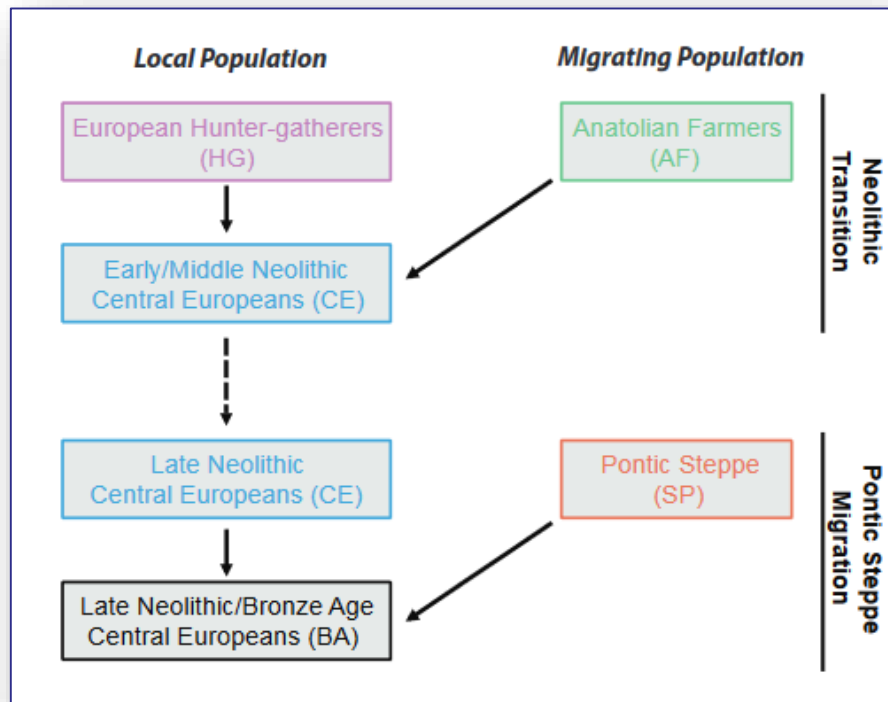 Local Population
Migrating Population
European Hunter-gatherers
(HG)
Anatolian Farmers
(AF)
Neolithic
Transition
Early/Middle Neolithic
Central Europeans (CE)
Late Neolithic
Central Europeans (CE)
Pontic Steppe
(SP)
Pontic Steppe
Migration
Late Neolithic/Bronze Age
Central Europeans (BA)